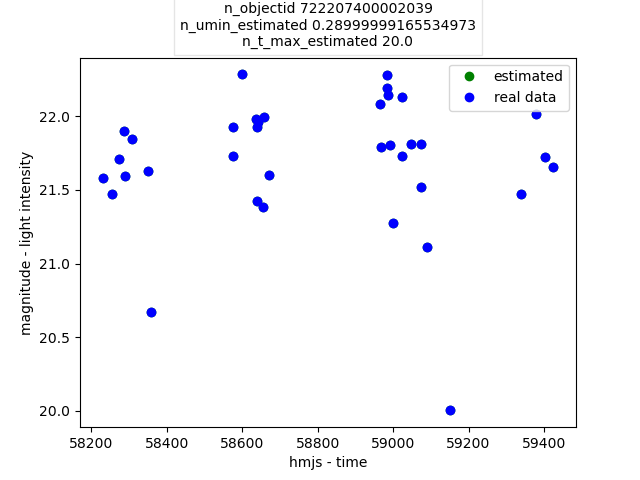 n_objectid 722207400002039
n_umin_estimated 0.28999999165534973
n_t_max_estimated 20.0
estimated
real data
magnitude - light intensity
22.0
21.5
21.0
20.5
20.0
58200 58400 58600 58800 59000 59200 59400
hmjs - time